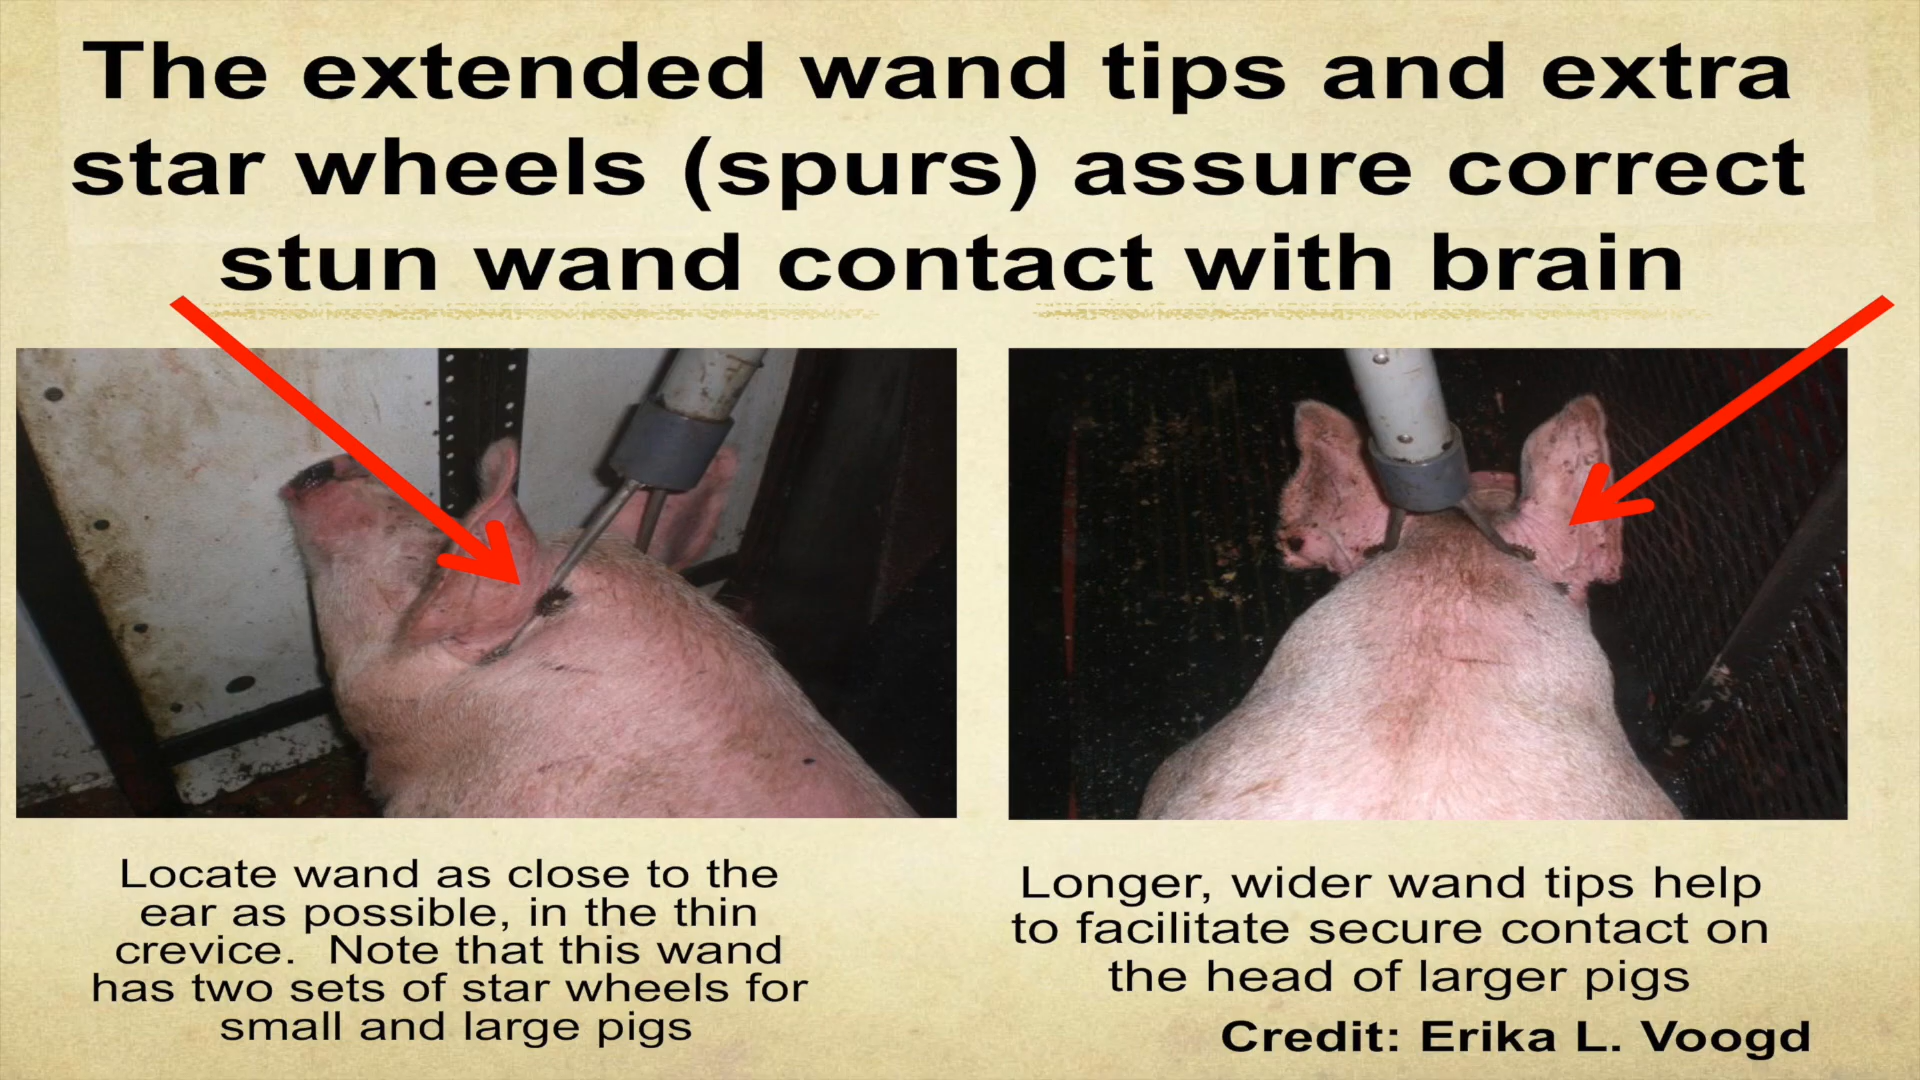 The extended wand tips and extra
star wheels (spurs) assure correct
stun wand contact with brain
Locate wand as close to the
ear as possible, in the thin
crevice. Note that this wand
has two sets of star wheels for
small and large pigs
Longer, wider wand tips help
to facilitate secure contact on
the head of larger pigs
Credit: Erika L. Voogd